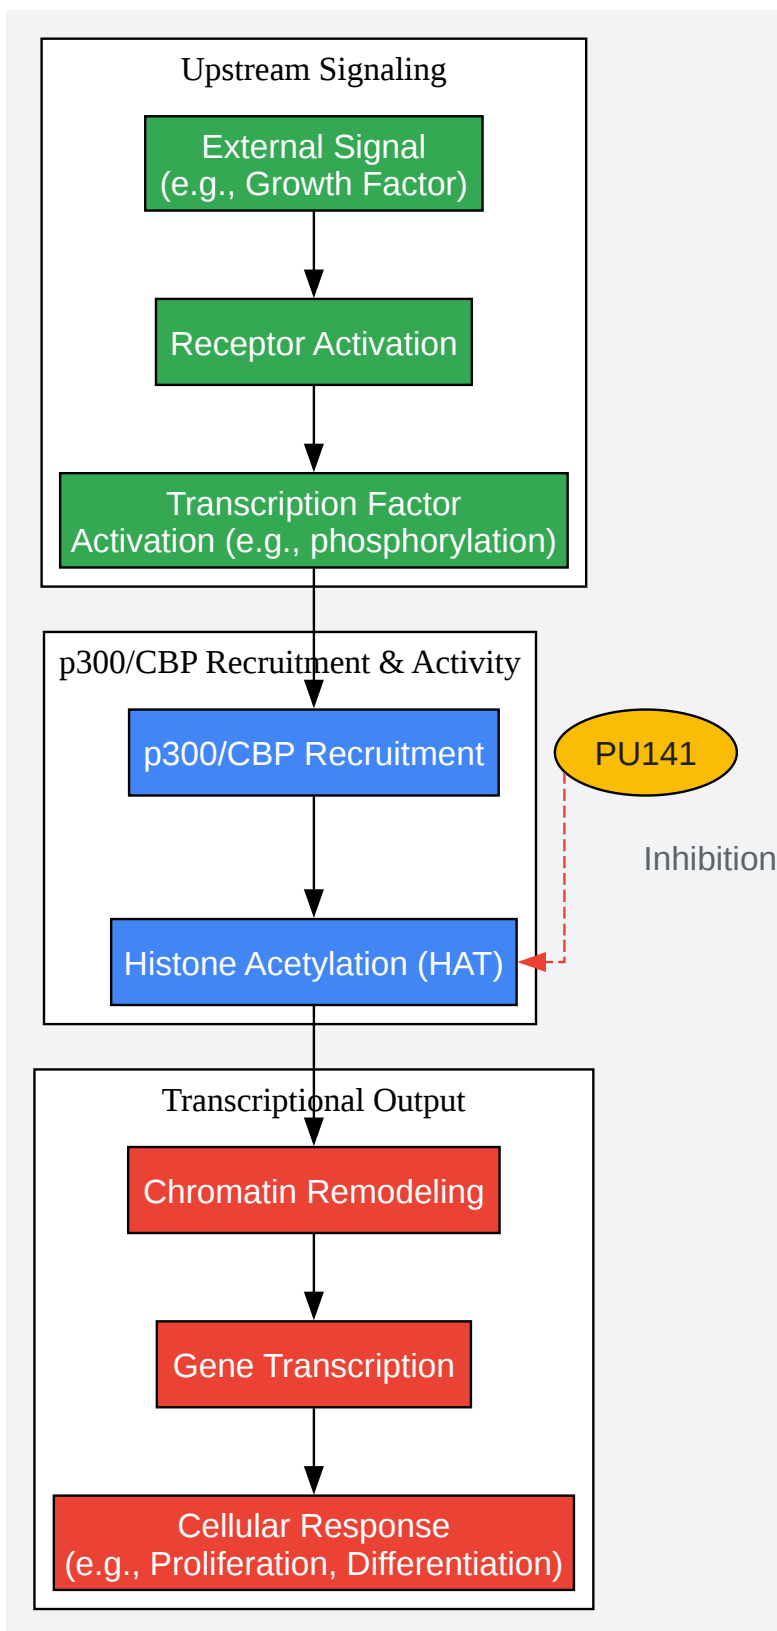 Upstream Signaling
External Signal
(e.g., Growth Factor)
Receptor Activation
Transcription Factor
Activation (e.g., phosphorylation)
p300/CBP Recruitment & Activity
p300/CBP Recruitment
PU141
Inhibition
Histone Acetylation (HAT)
Transcriptional Output
Chromatin Remodeling
Gene Transcription
Cellular Response
(e.g., Proliferation, Differentiation)